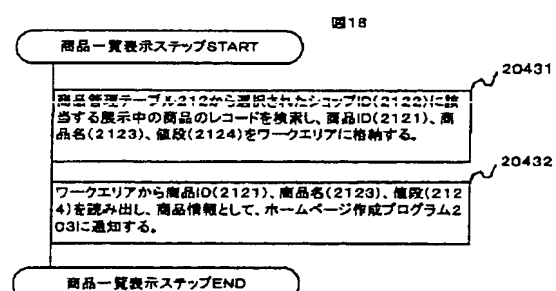 図18
商品一覧表示ステップSTART
20431
商品管理テーブル212から選択されたショップID(2122)に該
当する展示中の商品のレコードを検索し、商品ID(2121)、商
品名(2123)、値段(2124)をワークエリアに格納する。
20432
ワークエリアから商品ID(2121)、商品名(2123)、値段(212
4)を読み出し、商品情報として、ホームページ作成プログラム2
03に通知する。
商品一覧表示ステップEND